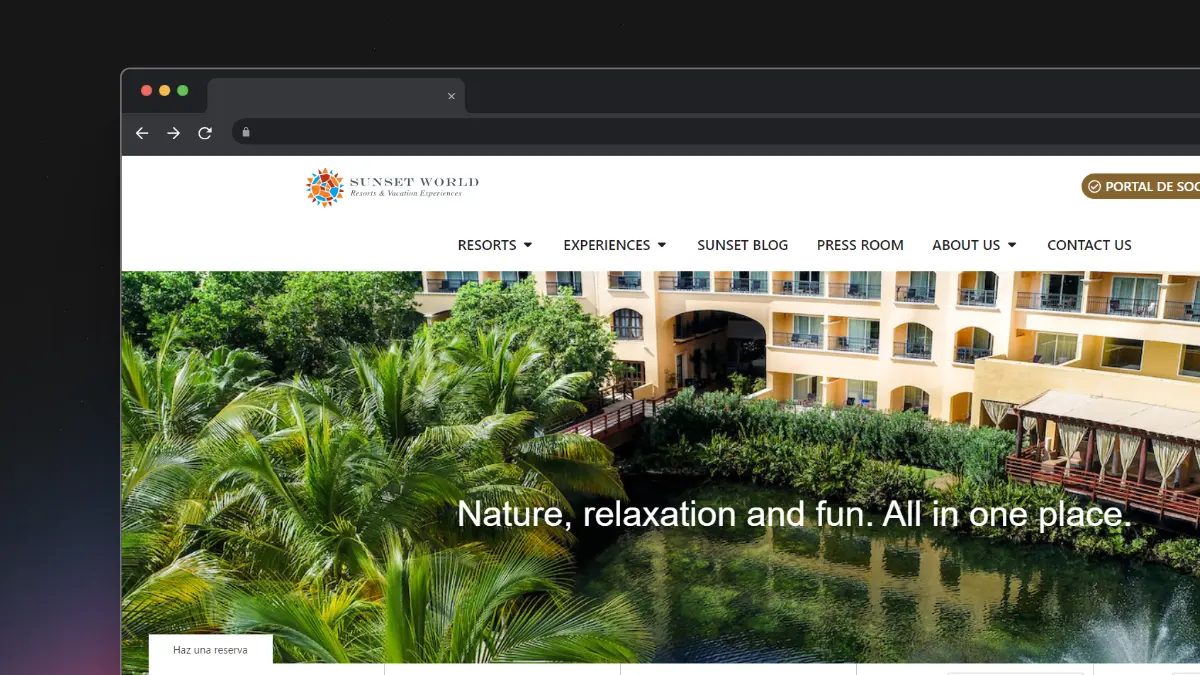 SUNSET WORLD
Resorts & Vacation Experiences
PORTAL DE SOC
RESORTS EXPERIENCES SUNSET BLOG PRESS ROOM ABOUT US CONTACT US
Nature, relaxation and fun. All in one place.
Haz una reserva